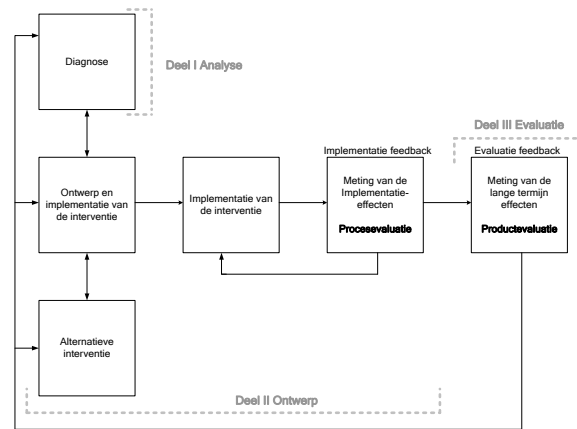 Diagnose
Deel I Analyse
Deel III Evaluatie
Implementatie feedback
Evaluatie feedback
Ontwerp en
implementatie van
de interventie
Implementatie van
de interventie
Meting van de
Implementatie-
effecten
Procesevaluatie
Meting van de
lange termijn
effecten
Productevaluatie
Alternatieve
interventie
Deel II Ontwerp